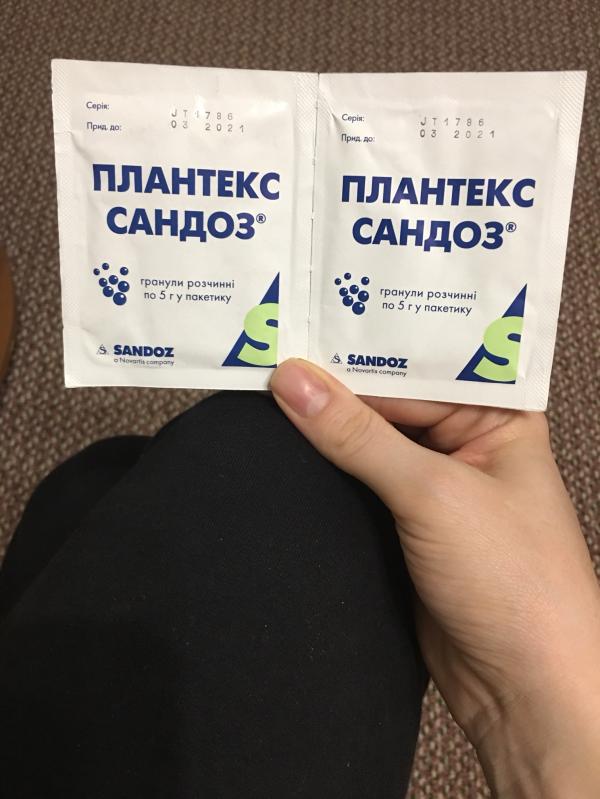 Серія:
JT1786
Прид. до:
03 2021
ПЛАНТЕКС
САНДОЗ®
гранули розчинні
по 5 г у пакетику
S
SANDOZ
a Novartis company
S
Серія:
JT1786
Прид. до:
03 2021
ПЛАНТЕКС
САНДОЗ®
гранули розчинні
по 5 г у пакетику
S
SANDOZ
a Novartis company
S